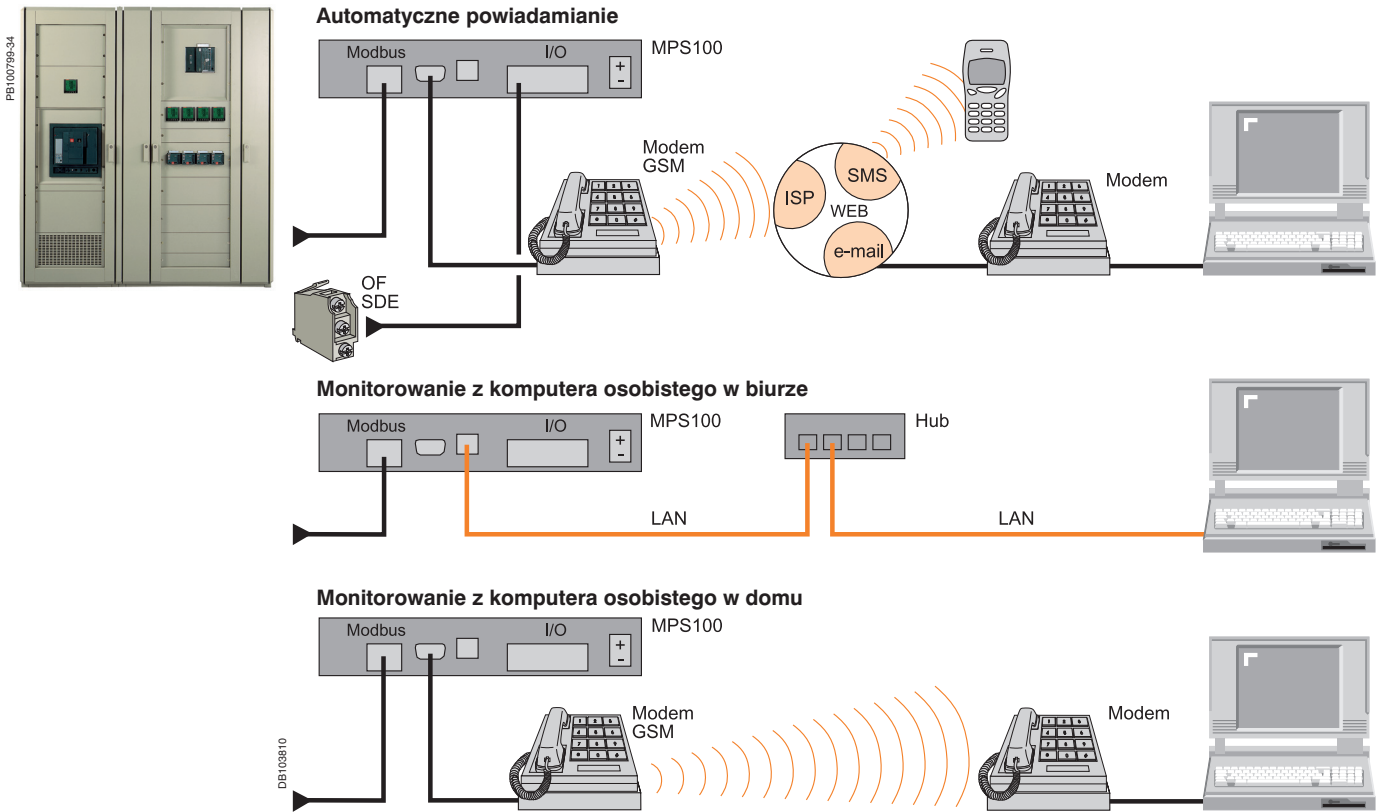 PB100799-34
Automatyczne powiadamianie
Modbus
I/O
MPS100
+
-
Modem
GSM
ISP
SMS
WEB
e-mail
Modem
OF
SDE
Monitorowanie z komputera osobistego w biurze
Modbus
I/O
MPS100
+
-
Hub
LAN
LAN
Monitorowanie z komputera osobistego w domu
Modbus
I/O
MPS100
+
-
Modem
GSM
Modem
DB103810